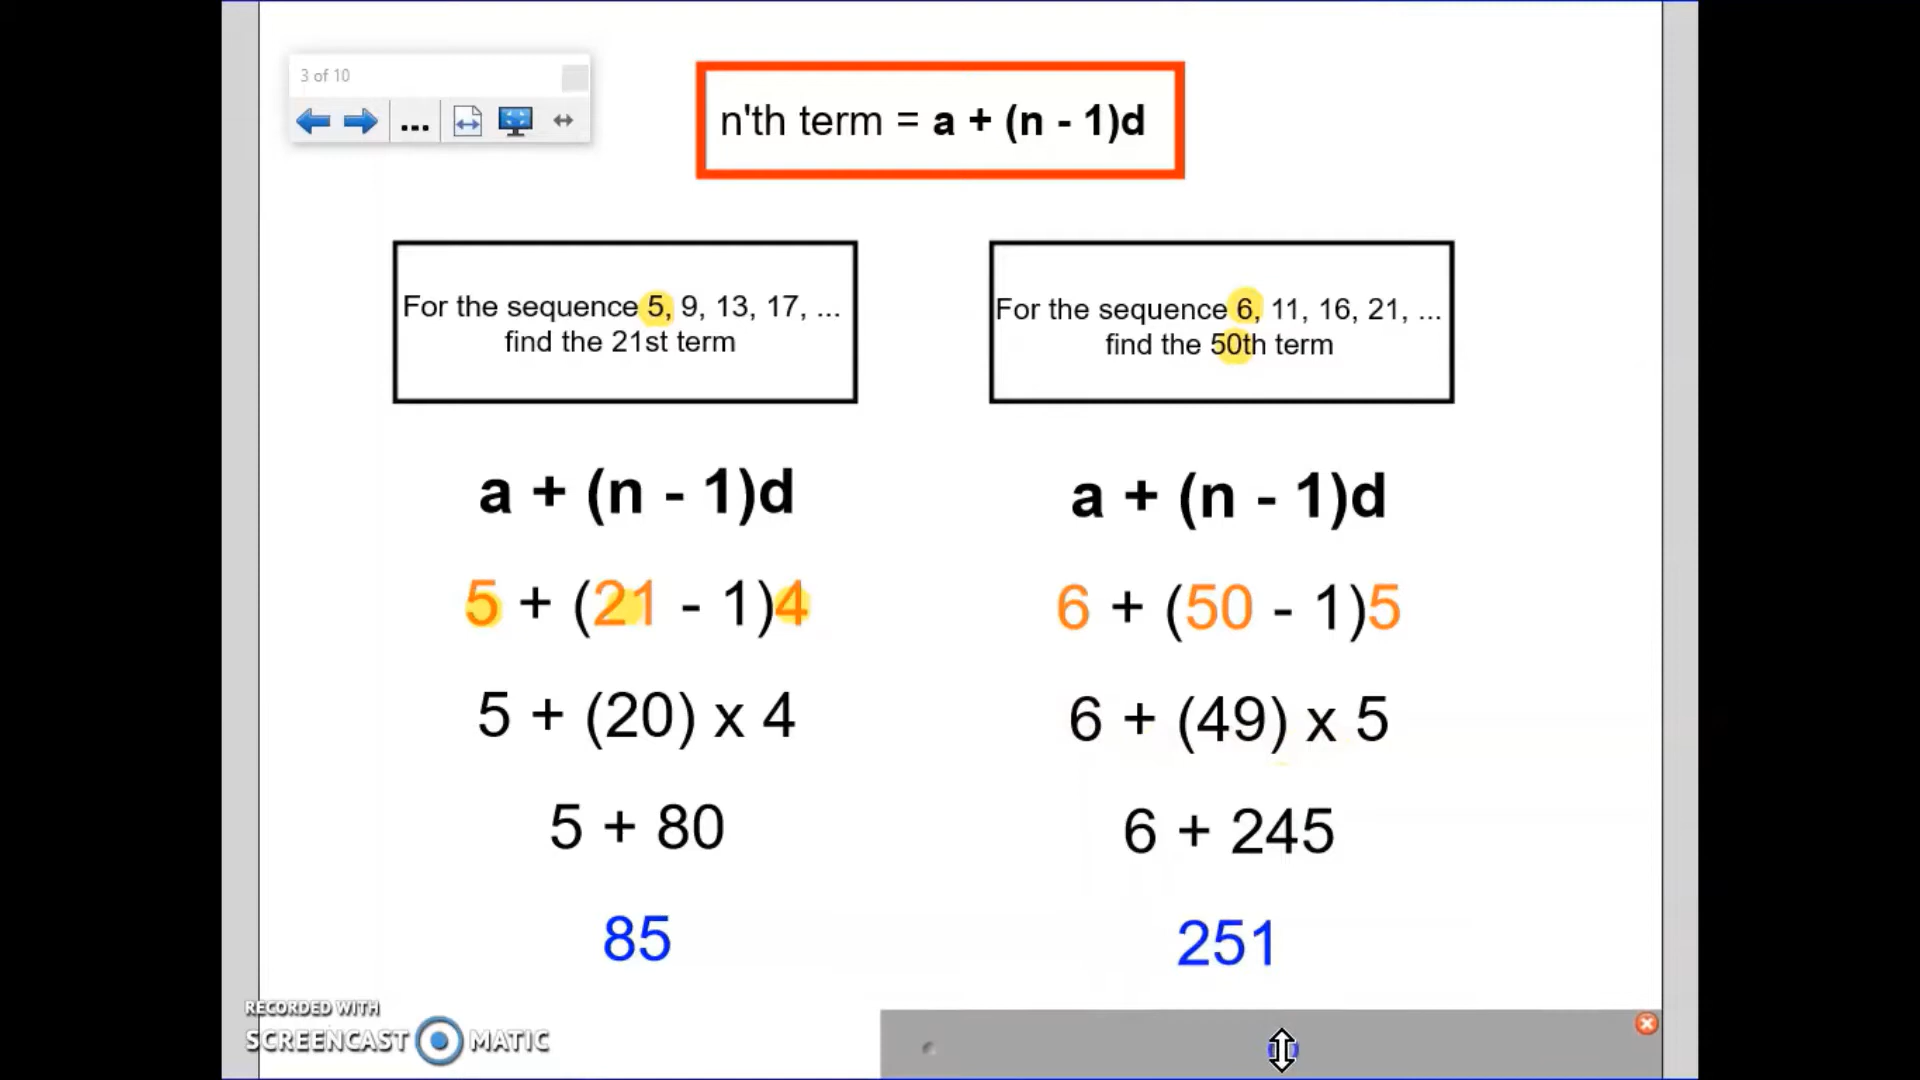 3 of 10
n'th term = a + (n - 1)d
For the sequence 5, 9, 13, 17, ...
find the 21st term
a + (n - 1)d
5 + (21 - 1)4
5 + (20) x 4
5 + 80
85
For the sequence 6, 11, 16, 21, ...
find the 50th term
a + (n - 1)d
6 + (50 - 1)5
6 + (49) x 5
6 + 245
251
RECORDED WITH
SCREENCAST MATIC